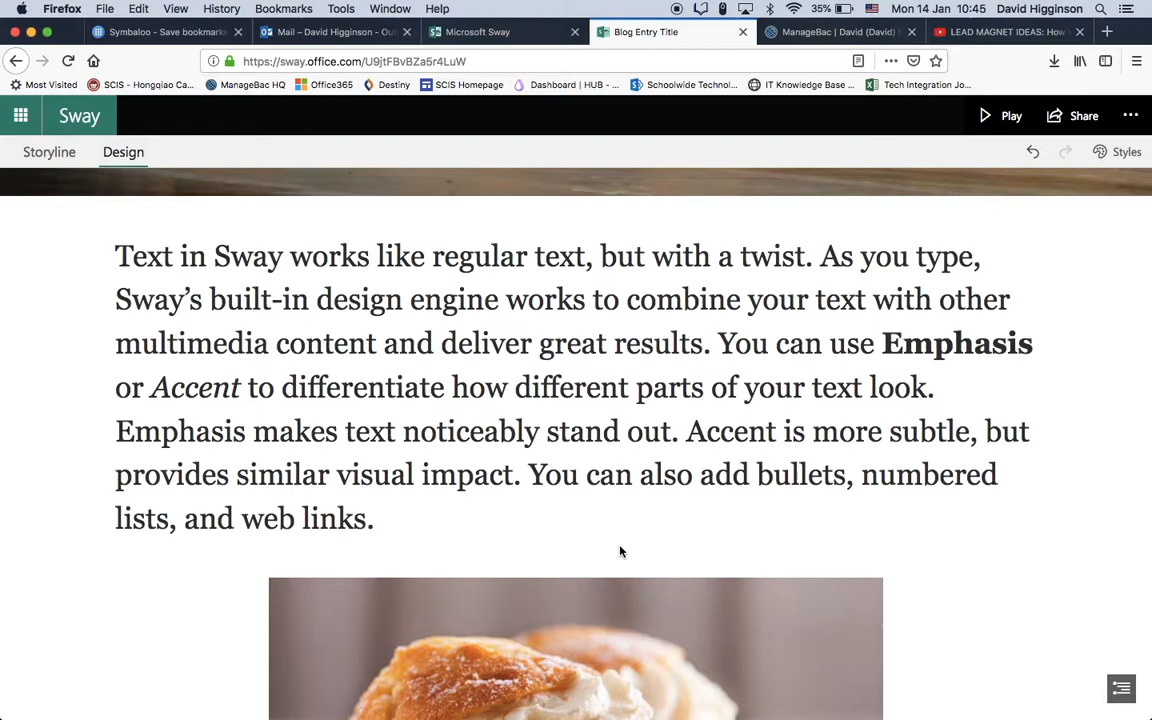 Firefox File Edit View History Bookmarks Tools Window Help 35% Mon 14 Jan 10:45 David Higginson
Symbaloo - Save bookmarks Mail – David Higginson - Out Microsoft Sway Blog Entry Title ManageBac | David (David) H LEAD MAGNET IDEAS: How
https://sway.office.com/U9jtFBvBZa5r4LuW
Most Visited SCIS - Hongqiao Ca... ManageBac HQ Office365 Destiny SCIS Homepage Dashboard | HUB - ... Schoolwide Technol... IT Knowledge Base ... Tech Integration Jo...
Sway Play Share
Storyline Design Styles
Text in Sway works like regular text, but with a twist. As you type,
Sway’s built-in design engine works to combine your text with other
multimedia content and deliver great results. You can use Emphasis
or Accent to differentiate how different parts of your text look.
Emphasis makes text noticeably stand out. Accent is more subtle, but
provides similar visual impact. You can also add bullets, numbered
lists, and web links.